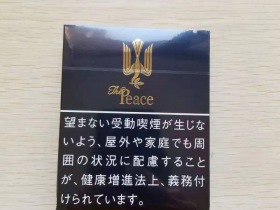 The
Peace
望まない受動喫煙が生じな
いよう、屋外や家庭でも周
囲の状況に配慮すること
が、健康増進法上、義務付
けられています。